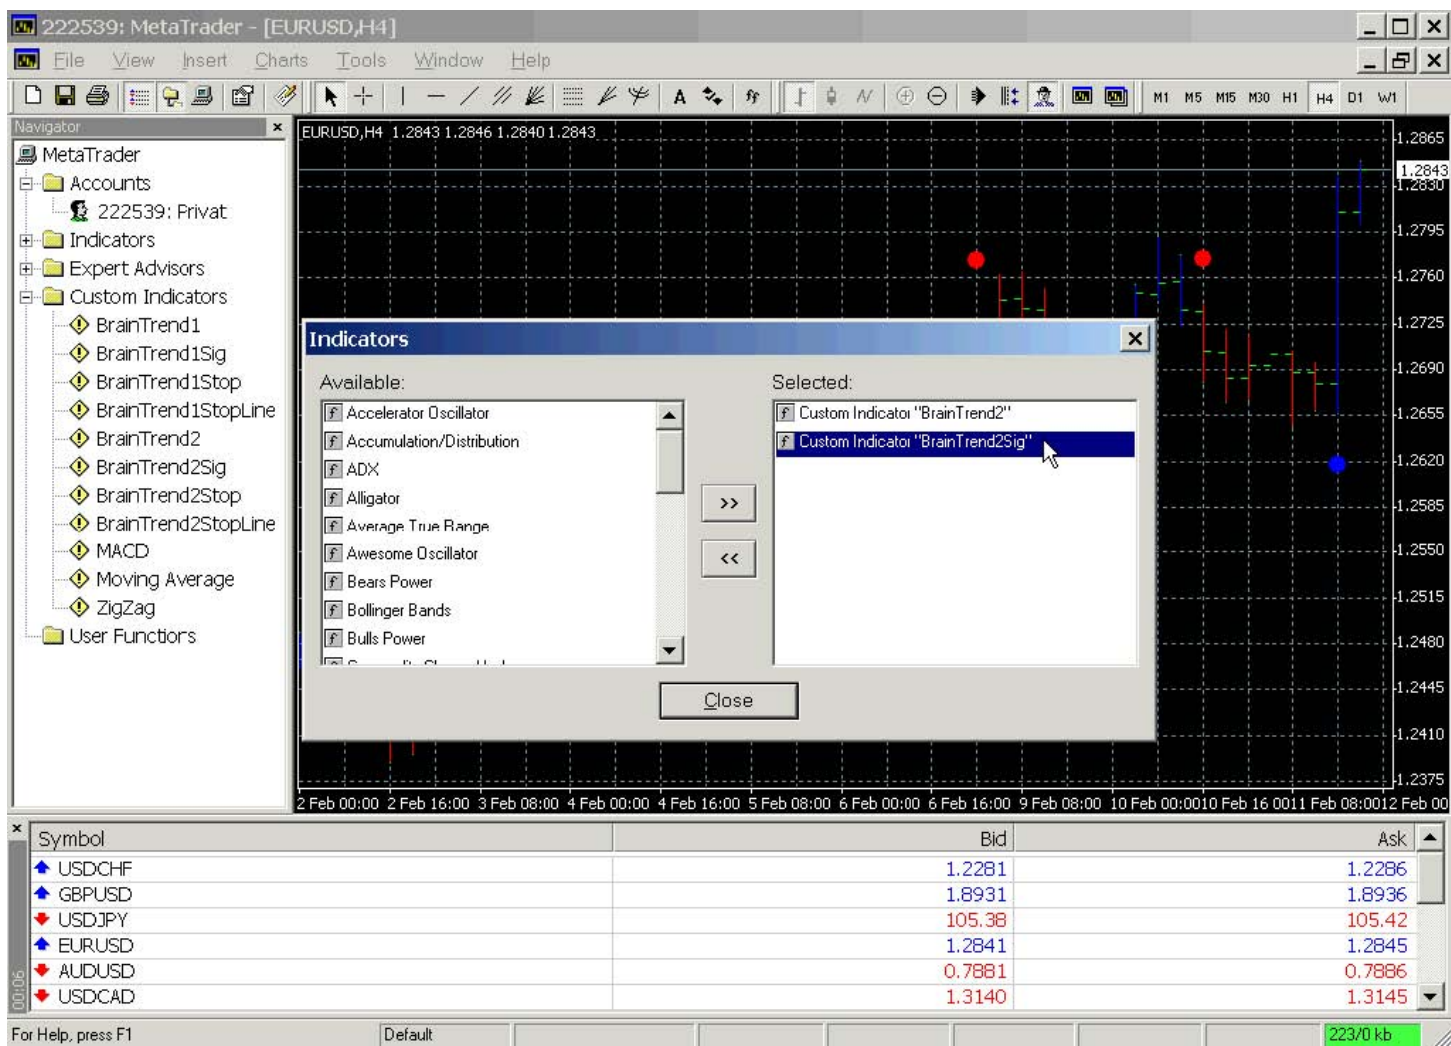 222539: MetaTrader - [EURUSD,H4]
File View Insert Charts Tools Window Help
A M1 M5 M15 M30 H1 H4 D1 W1
Navigator
MetaTrader
Accounts
222539: Privat
Indicators
Expert Advisors
Custom Indicators
BrainTrend1
BrainTrend1Sig
BrainTrend1Stop
BrainTrend1StopLine
BrainTrend2
BrainTrend2Sig
BrainTrend2Stop
BrainTrend2StopLine
MACD
Moving Average
ZigZag
User Functions
EURUSD,H4 1.2843 1.2846 1.2840 1.2843
1.2865
1.2843
1.2830
1.2795
1.2760
1.2725
1.2690
1.2655
1.2620
1.2585
1.2550
1.2515
1.2480
1.2445
1.2410
1.2375
Indicators
Available:
Accelerator Oscillator
Accumulation/Distribution
ADX
Alligator
Average True Range
Awesome Oscillator
Bears Power
Bollinger Bands
Bulls Power
>>
<<
Selected:
Custom Indicator "BrainTrend2"
Custom Indicator "BrainTrend2Sig"
Close
2 Feb 00:00 2 Feb 16:00 3 Feb 08:00 4 Feb 00:00 4 Feb 16:00 5 Feb 08:00 6 Feb 00:00 6 Feb 16:00 9 Feb 08:00 10 Feb 00:00 10 Feb 16:00 11 Feb 08:00 12 Feb 00
Symbol Bid Ask
USDCHF 1.2281 1.2286
GBPUSD 1.8931 1.8936
USDJPY 105.38 105.42
EURUSD 1.2841 1.2845
AUDUSD 0.7881 0.7886
USDCAD 1.3140 1.3145
00:06
For Help, press F1 Default 223/0 kb